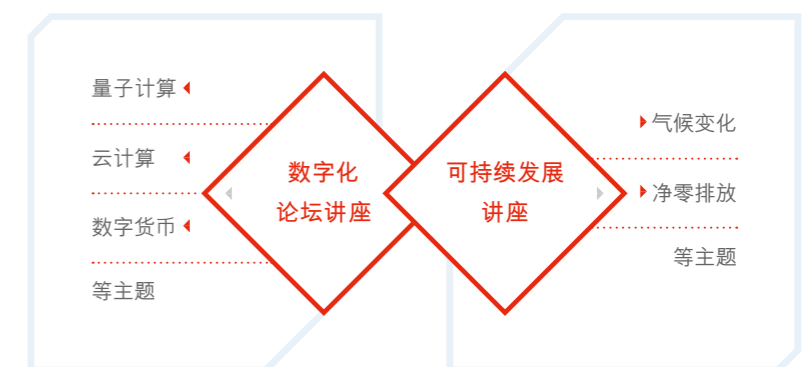 量子计算
云计算
数字货币
等主题
数字化
论坛讲座
可持续发展
讲座
气候变化
净零排放
等主题